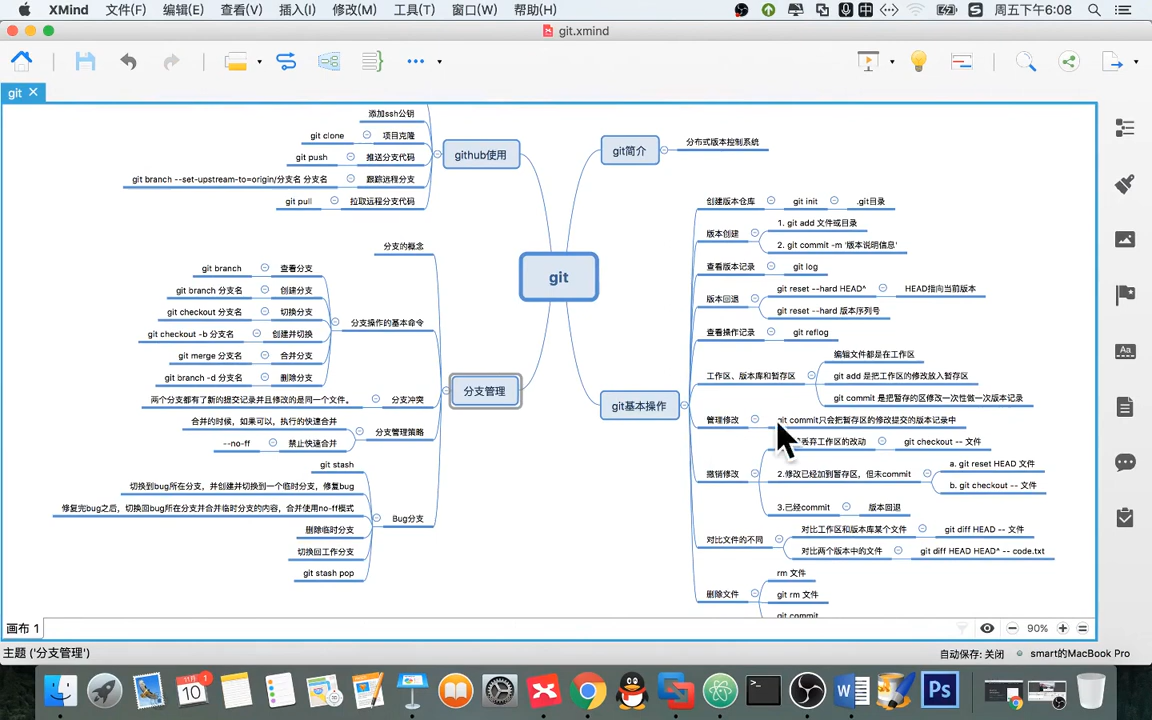 XMind 文件(F) 编辑(E) 查看(V) 插入(I) 修改(M) 工具(T) 窗口(W) 帮助(H) 周五下午6:08
git.xmind
git ×
添加ssh公钥
git clone 项目克隆
git push 推送分支代码
git branch --set-upstream-to=origin/分支名 分支名 跟踪远程分支
git pull 拉取远程分支代码
github使用
git简介
分布式版本控制系统
git
创建版本仓库 git init .git目录
版本创建
1. git add 文件或目录
2. git commit -m '版本说明信息'
查看版本记录 git log
版本回退
git reset --hard HEAD^ HEAD指向当前版本
git reset --hard 版本序列号
查看操作记录 git reflog
工作区、版本库和暂存区
编辑文件都是在工作区
git add 是把工作区的修改放入暂存区
git commit 是把暂存的区修改一次性做一次版本记录
git基本操作
管理修改 git commit只会把暂存区的修改提交的版本记录中
撤销修改
丢弃工作区的改动 git checkout -- 文件
2.修改已经加到暂存区，但未commit
a. git reset HEAD 文件
b. git checkout -- 文件
3.已经commit 版本回退
对比文件的不同
对比工作区和版本库某个文件 git diff HEAD -- 文件
对比两个版本中的文件 git diff HEAD HEAD^ -- code.txt
删除文件
rm 文件
git rm 文件
git commit
分支的概念
git branch 查看分支
git branch 分支名 创建分支
git checkout 分支名 切换分支
git checkout -b 分支名 创建并切换
git merge 分支名 合并分支
git branch -d 分支名 删除分支
分支操作的基本命令
两个分支都有了新的提交记录并且修改的是同一个文件。 分支冲突
分支管理
合并的时候，如果可以，执行的快速合并
--no-ff 禁止快速合并
分支管理策略
git stash
切换到bug所在分支，并创建并切换到一个临时分支，修复bug
修复完bug之后，切换回bug所在分支并合并临时分支的内容，合并使用no-ff模式
删除临时分支
切换回工作分支
git stash pop
Bug分支
画布 1 90%
主题 ('分支管理') 自动保存: 关闭 smart的MacBook Pro
11月
10
1
Ps